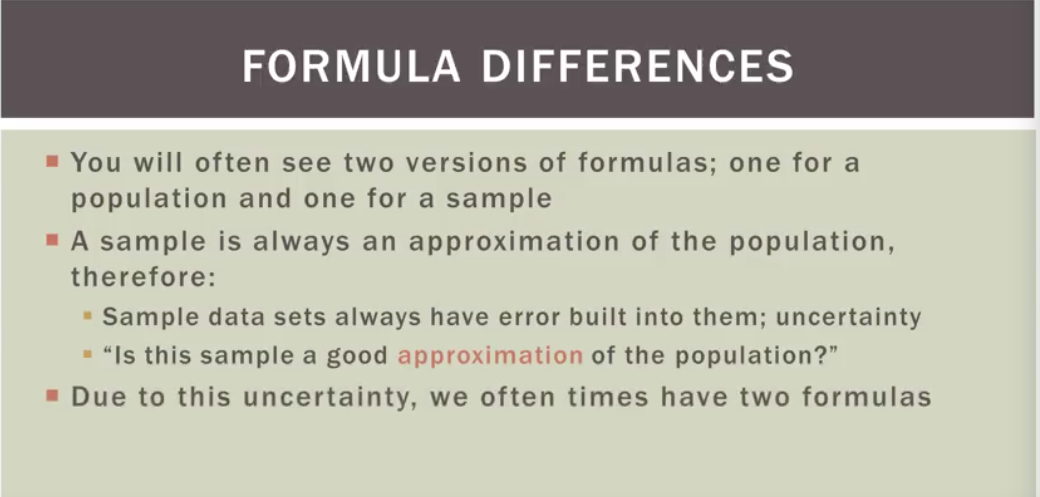 FORMULA DIFFERENCES
▪ You will often see two versions of formulas; one for a
population and one for a sample
▪ A sample is always an approximation of the population,
therefore:
▪ Sample data sets always have error built into them; uncertainty
▪ “Is this sample a good approximation of the population?”
▪ Due to this uncertainty, we often times have two formulas